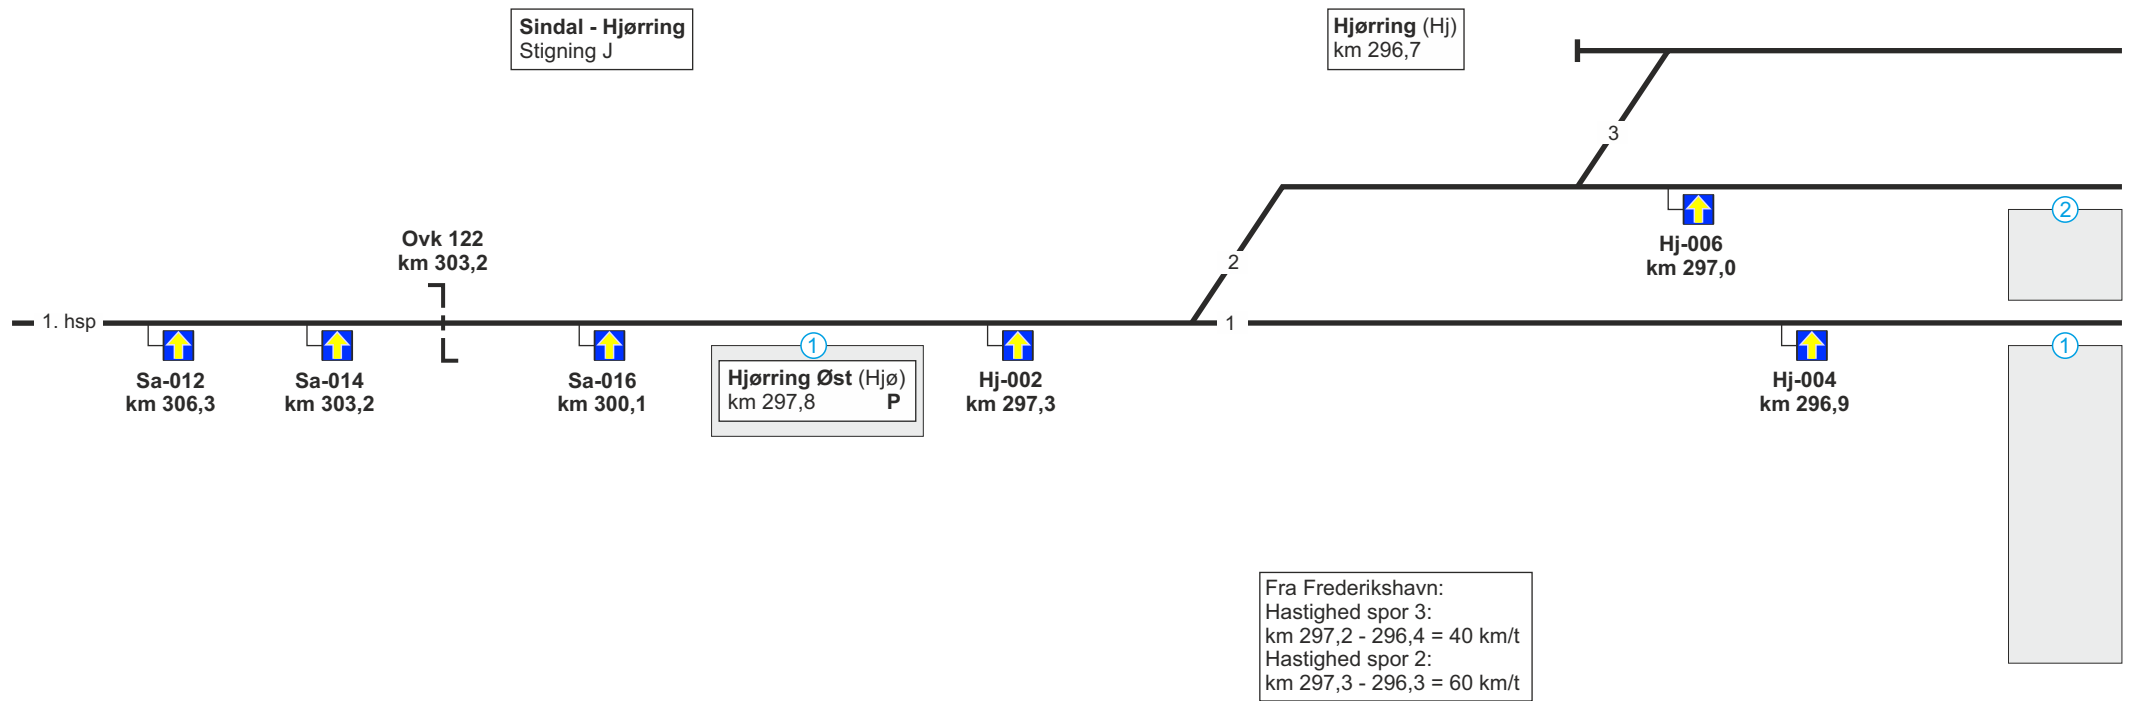 Sindal - Hjørring
Stigning J
Hjørring (Hj)
km 296,7
3
2
Ovk 122
km 303,2
2
Hj-006
km 297,0
1. hsp
1
Sa-012
km 306,3
Sa-014
km 303,2
Sa-016
km 300,1
1
Hjørring Øst (Hjø)
km 297,8 P
Hj-002
km 297,3
Hj-004
km 296,9
1
Fra Frederikshavn:
Hastighed spor 3:
km 297,2 - 296,4 = 40 km/t
Hastighed spor 2:
km 297,3 - 296,3 = 60 km/t